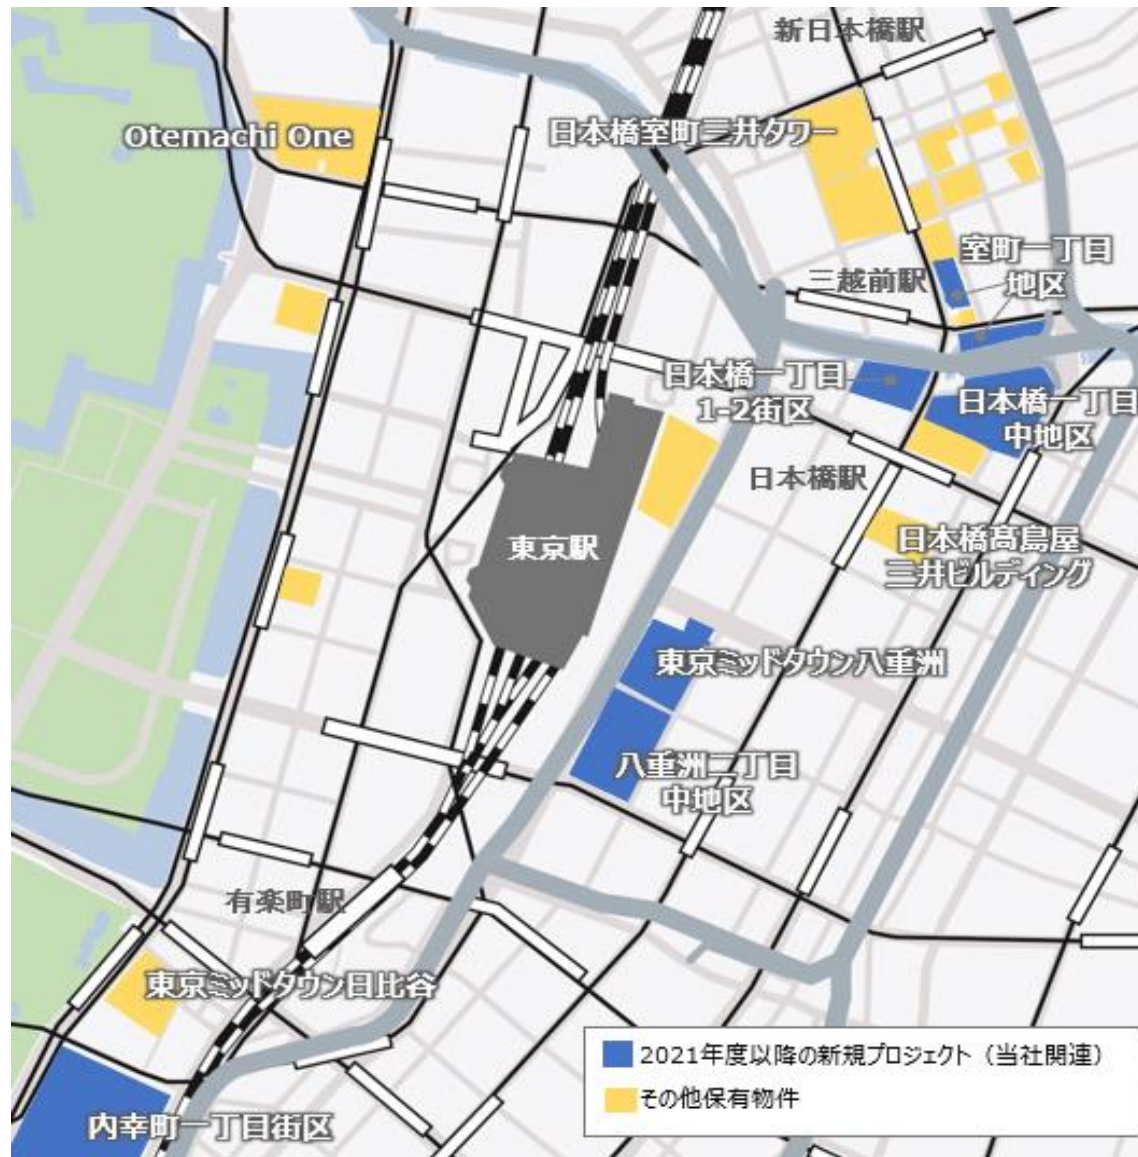 新日本橋駅
Otemachi One
日本橋室町三井タワー
室町一丁目
地区
三越前駅
日本橋一丁目
1-2街区
日本橋一丁目
中地区
日本橋駅
東京駅
日本橋髙島屋
三井ビルディング
東京ミッドタウン八重洲
八重洲二丁目
中地区
有楽町駅
東京ミッドタウン日比谷
2021年度以降の新規プロジェクト（当社関連）
その他保有物件
内幸町一丁目街区